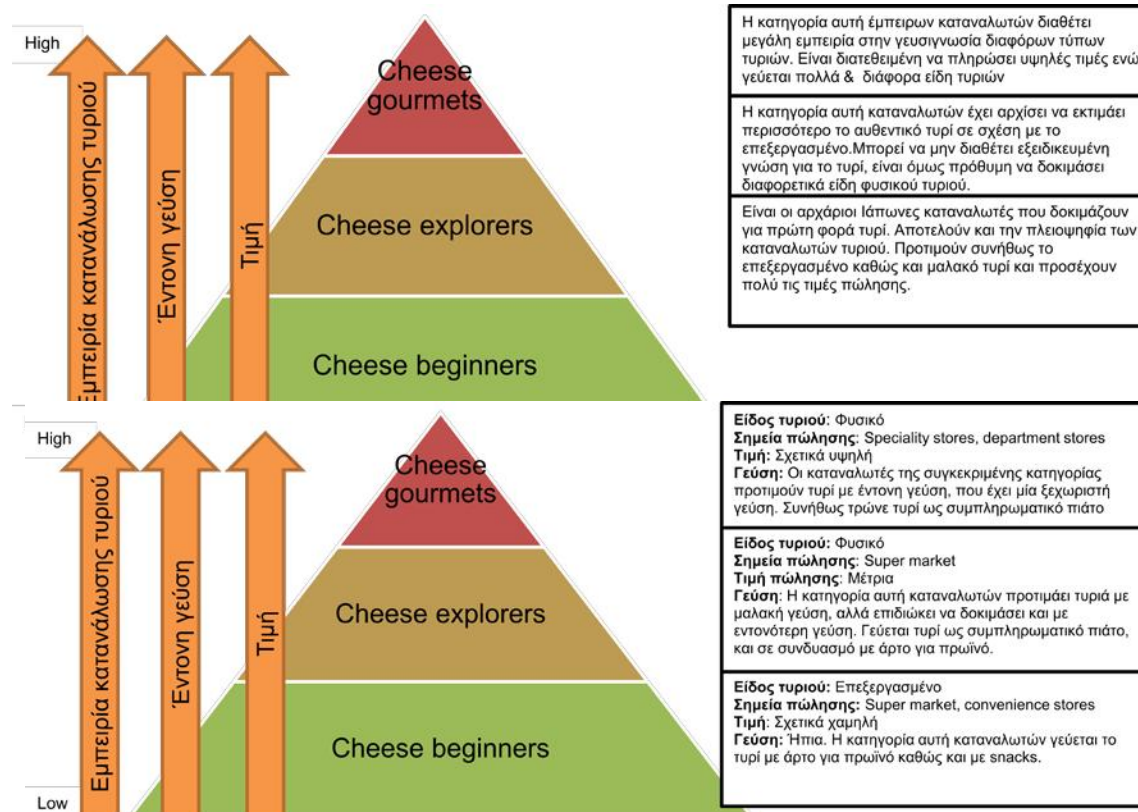 High
Εμπειρία κατανάλωσης τυριού
Έντονη γεύση
Τιμή
Cheese
gourmets
Cheese explorers
Cheese beginners
Η κατηγορία αυτή έμπειρων καταναλωτών διαθέτει
μεγάλη εμπειρία στην γευσιγνωσία διαφόρων τύπων
τυριών. Είναι διατεθειμένη να πληρώσει υψηλές τιμές ενώ
γεύεται πολλά & διάφορα είδη τυριών
Η κατηγορία αυτή καταναλωτών έχει αρχίσει να εκτιμάει
περισσότερο το αυθεντικό τυρί σε σχέση με το
επεξεργασμένο.Μπορεί να μην διαθέτει εξειδικευμένη
γνώση για το τυρί, είναι όμως πρόθυμη να δοκιμάσει
διαφορετικά είδη φυσικού τυριού.
Είναι οι αρχάριοι Ιάπωνες καταναλωτές που δοκιμάζουν
για πρώτη φορά τυρί. Αποτελούν και την πλειοψηφία των
καταναλωτών τυριού. Προτιμούν συνήθως το
επεξεργασμένο καθώς και μαλακό τυρί και προσέχουν
πολύ τις τιμές πώλησης.
High
Εμπειρία κατανάλωσης τυριού
Έντονη γεύση
Τιμή
Low
Cheese
gourmets
Cheese explorers
Cheese beginners
Είδος τυριού: Φυσικό
Σημεία πώλησης: Speciality stores, department stores
Τιμή: Σχετικά υψηλή
Γεύση: Οι καταναλωτές της συγκεκριμένης κατηγορίας
προτιμούν τυρί με έντονη γεύση, που έχει μία ξεχωριστή
γεύση. Συνήθως τρώνε τυρί ως συμπληρωματικό πιάτο
Είδος τυριού: Φυσικό
Σημεία πώλησης: Super market
Τιμή πώλησης: Μέτρια
Γεύση: Η κατηγορία αυτή καταναλωτών προτιμάει τυριά με
μαλακή γεύση, αλλά επιδιώκει να δοκιμάσει και με
εντονότερη γεύση. Γεύεται τυρί ως συμπληρωματικό πιάτο,
και σε συνδυασμό με άρτο για πρωϊνό.
Είδος τυριού: Επεξεργασμένο
Σημεία πώλησης: Super market, convenience stores
Τιμή: Σχετικά χαμηλή
Γεύση: Ήπια. Η κατηγορία αυτή καταναλωτών γεύεται το
τυρί με άρτο για πρωϊνό καθώς και με snacks.